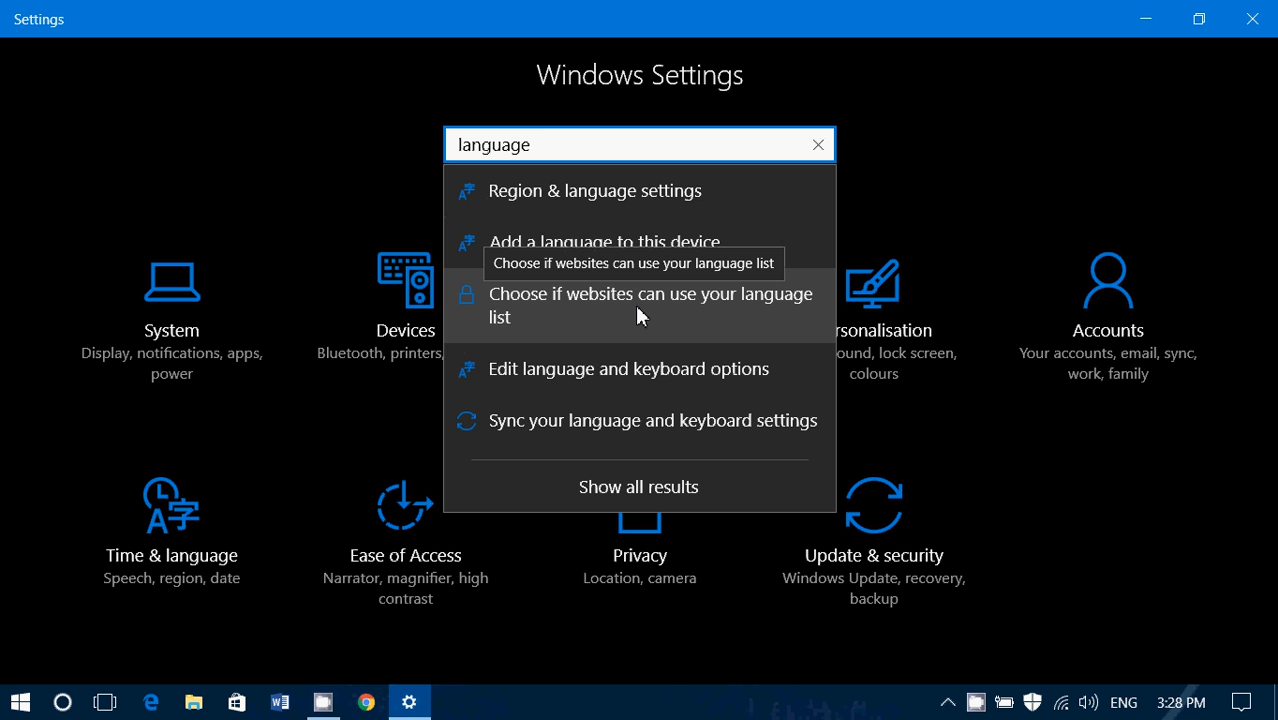 Settings
Windows Settings
language
Region & language settings
Add a language to this device
Choose if websites can use your language list
Choose if websites can use your language
list
Edit language and keyboard options
Sync your language and keyboard settings
Show all results
System
Display, notifications, apps,
power
Devices
Bluetooth, printers,
rsonalisation
ound, lock screen,
colours
Accounts
Your accounts, email, sync,
work, family
Time & language
Speech, region, date
Ease of Access
Narrator, magnifier, high
contrast
Privacy
Location, camera
Update & security
Windows Update, recovery,
backup
ENG
3:28 PM